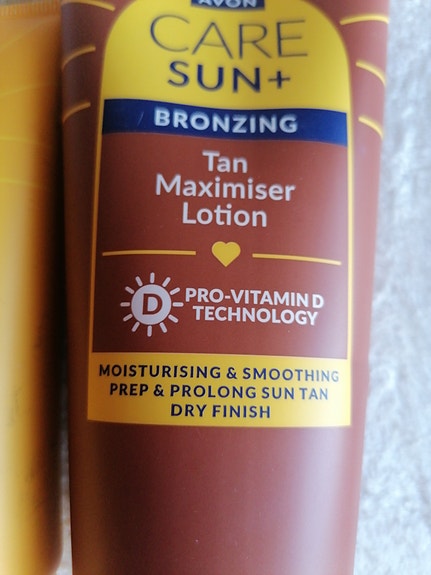 AVON
CARE
SUN+
BRONZING
Tan
Maximiser
Lotion
D PRO-VITAMIN D
TECHNOLOGY
MOISTURISING & SMOOTHING
PREP & PROLONG SUN TAN
DRY FINISH